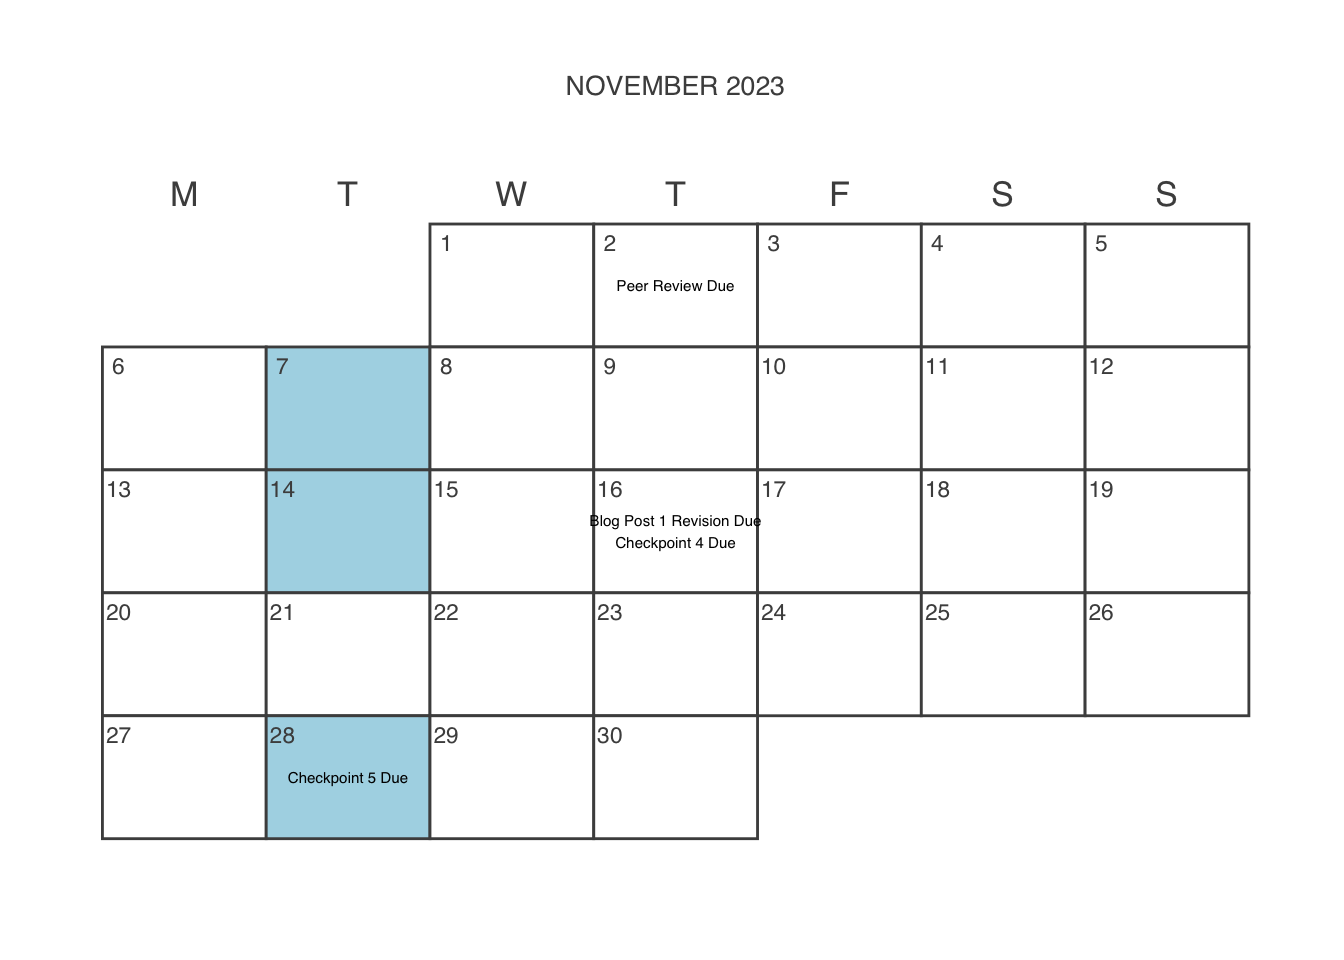 NOVEMBER 2023
M T W T F S S
1 2 3 4 5
Peer Review Due
6 7 8 9 10 11 12
13 14 15 16 17 18 19
Blog Post 1 Revision Due
Checkpoint 4 Due
20 21 22 23 24 25 26
27 28 29 30
Checkpoint 5 Due